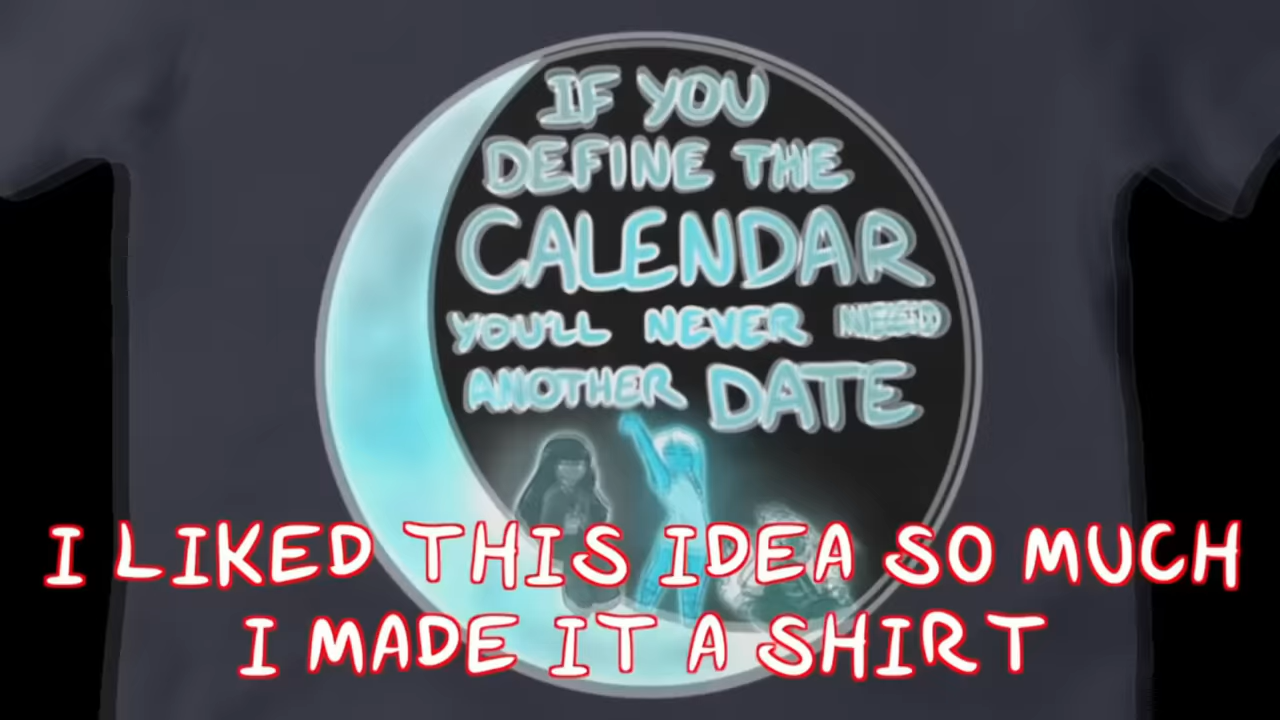 IF YOU
DEFINE THE
CALENDAR
YOU'LL NEVER NEED
ANOTHER DATE
I LIKED THIS IDEA SO MUCH
I MADE IT A SHIRT